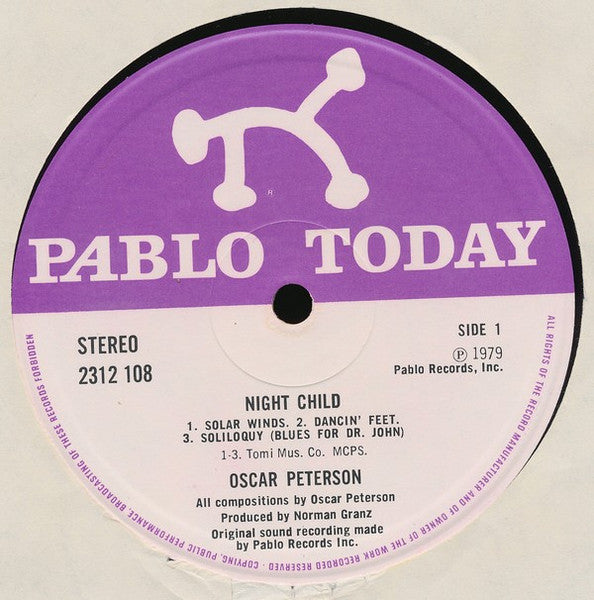 R
PABLO TODAY
STEREO
2312 108
SIDE 1
Ⓟ 1979
Pablo Records, Inc.
NIGHT CHILD
1. SOLAR WINDS. 2. DANCIN' FEET.
3. SOLILOQUY (BLUES FOR DR. JOHN)
1-3. Tomi Mus. Co. MCPS.
OSCAR PETERSON
All compositions by Oscar Peterson
Produced by Norman Granz
Original sound recording made
by Pablo Records Inc.
ALL RIGHTS OF THE RECORD MANUFACTURER AND OF OWNER OF THE WORK RECORDED RESERVED · COPYING, PUBLIC PERFORMANCE, BROADCASTING OF THESE RECORDS FORBIDDEN